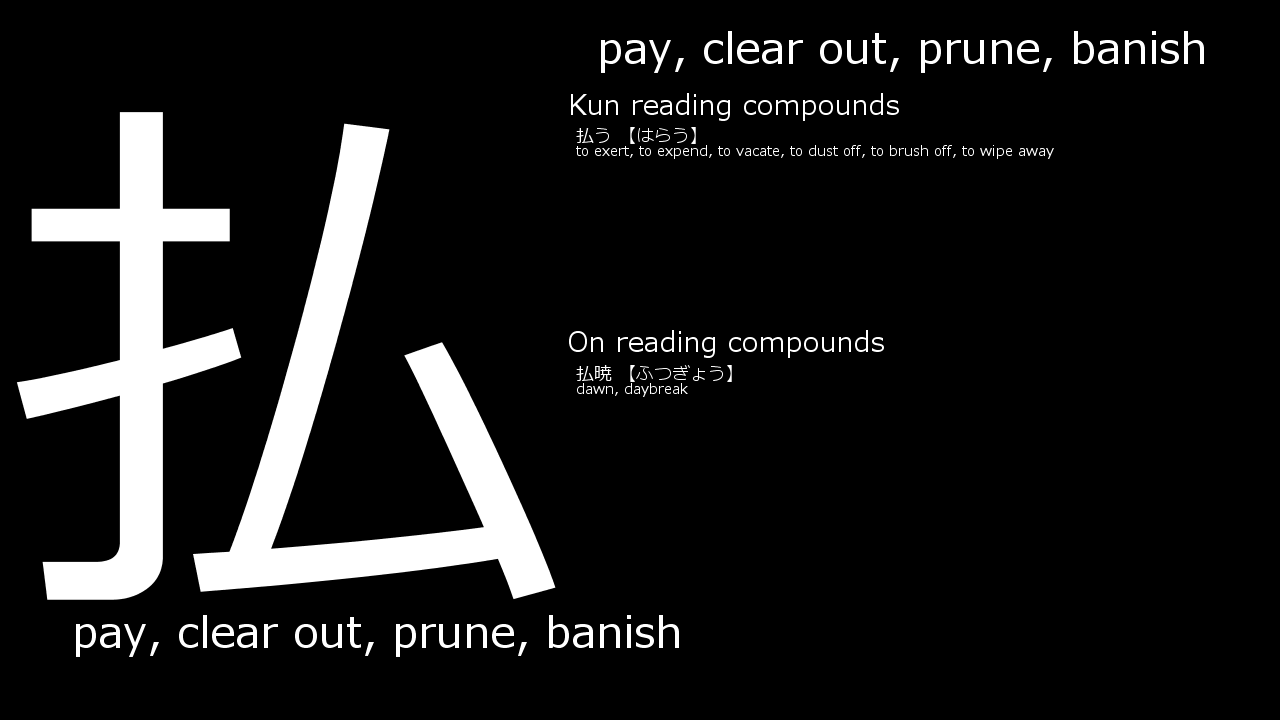 払
pay, clear out, prune, banish
pay, clear out, prune, banish
Kun reading compounds
払う 【はらう】
to exert, to expend, to vacate, to dust off, to brush off, to wipe away
On reading compounds
払暁 【ふつぎょう】
dawn, daybreak